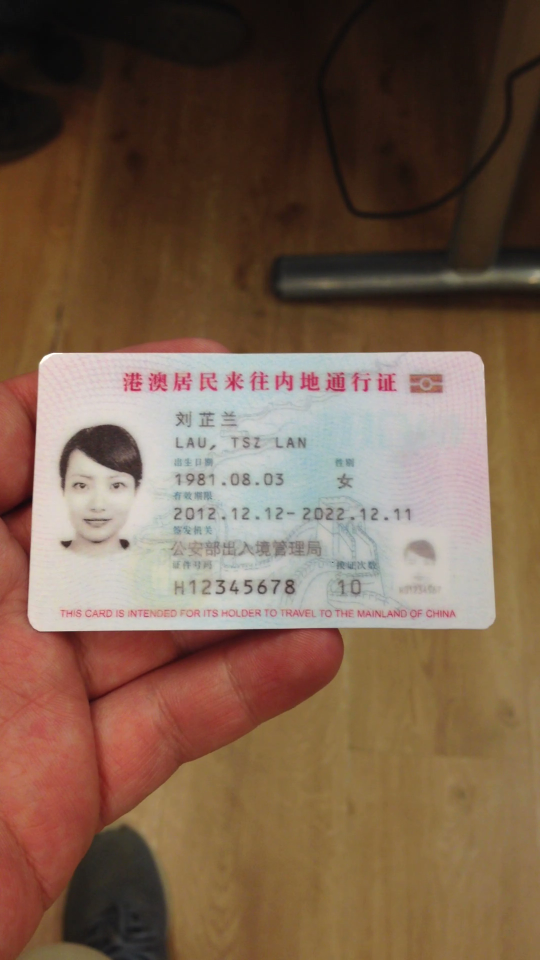 港澳居民来往内地通行证
刘芷兰
LAU, TSZ LAN
出生日期 性别
1981.08.03 女
有效期限
2012.12.12-2022.12.11
签发机关
公安部出入境管理局
证件号码 换证次数
H12345678 10
THIS CARD IS INTENDED FOR ITS HOLDER TO TRAVEL TO THE MAINLAND OF CHINA